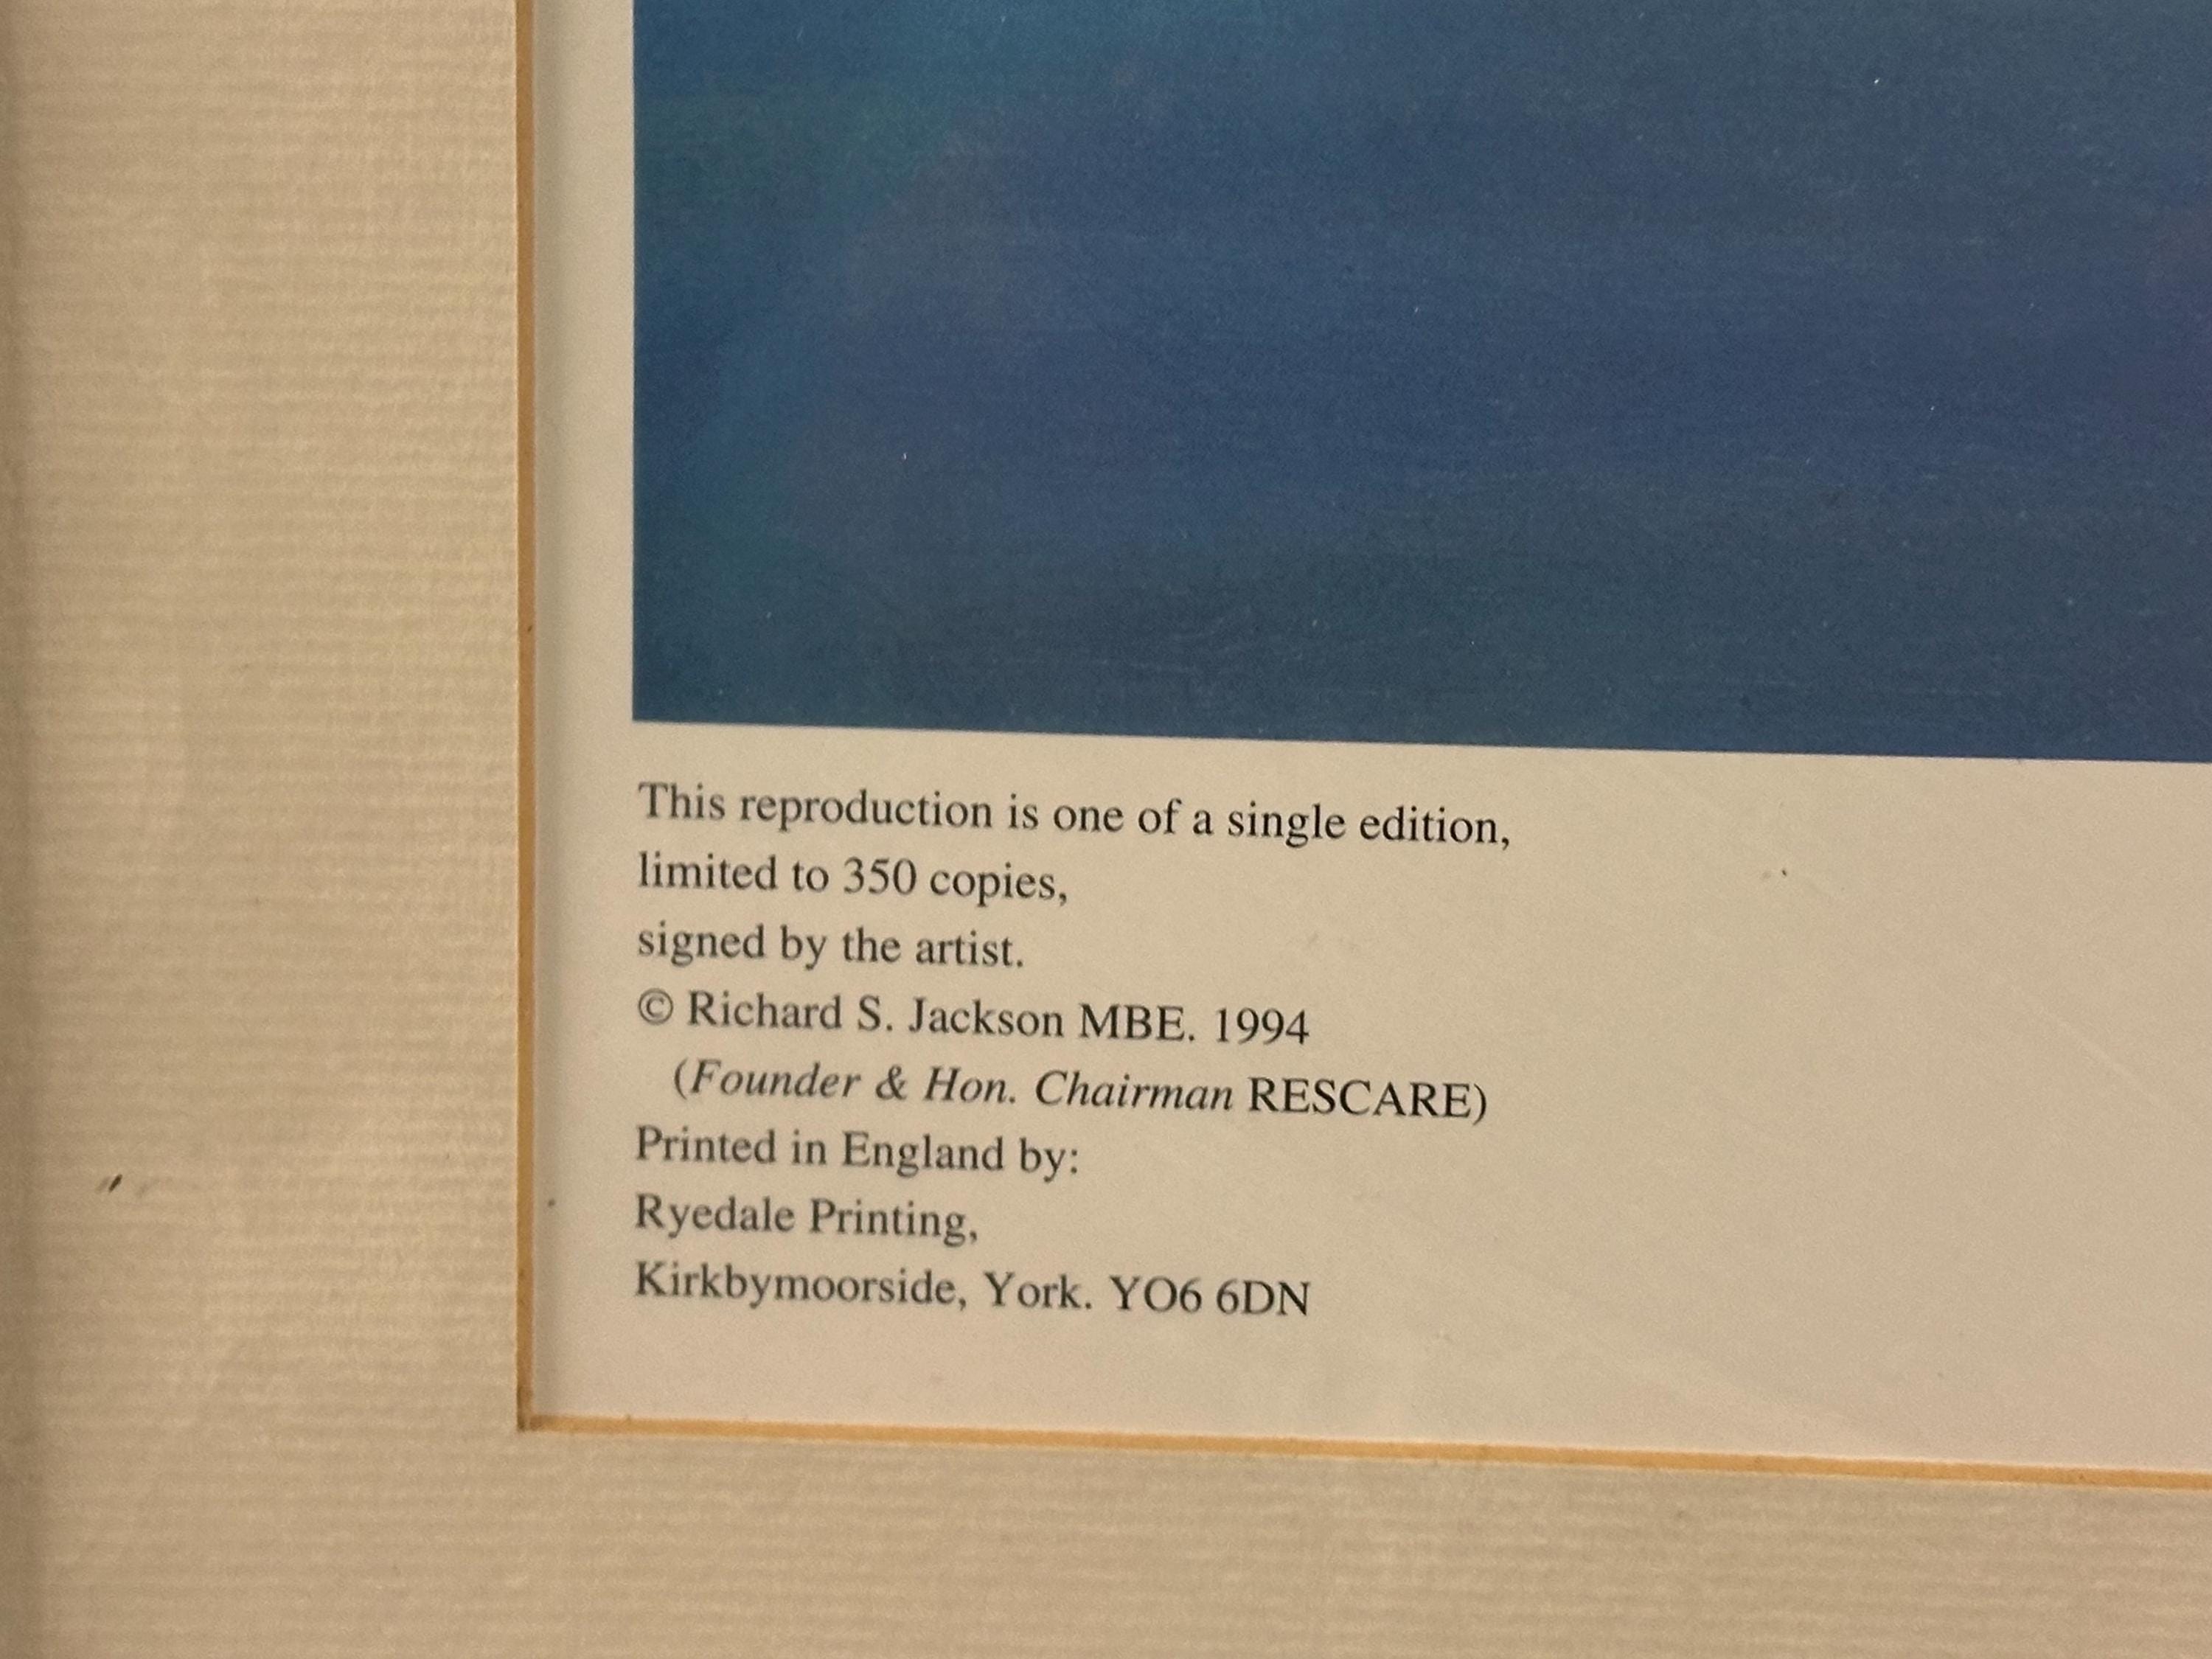 This reproduction is one of a single edition,
limited to 350 copies,
signed by the artist.
© Richard S. Jackson MBE. 1994
(Founder & Hon. Chairman RESCARE)
Printed in England by:
Ryedale Printing,
Kirkbymoorside, York. YO6 6DN